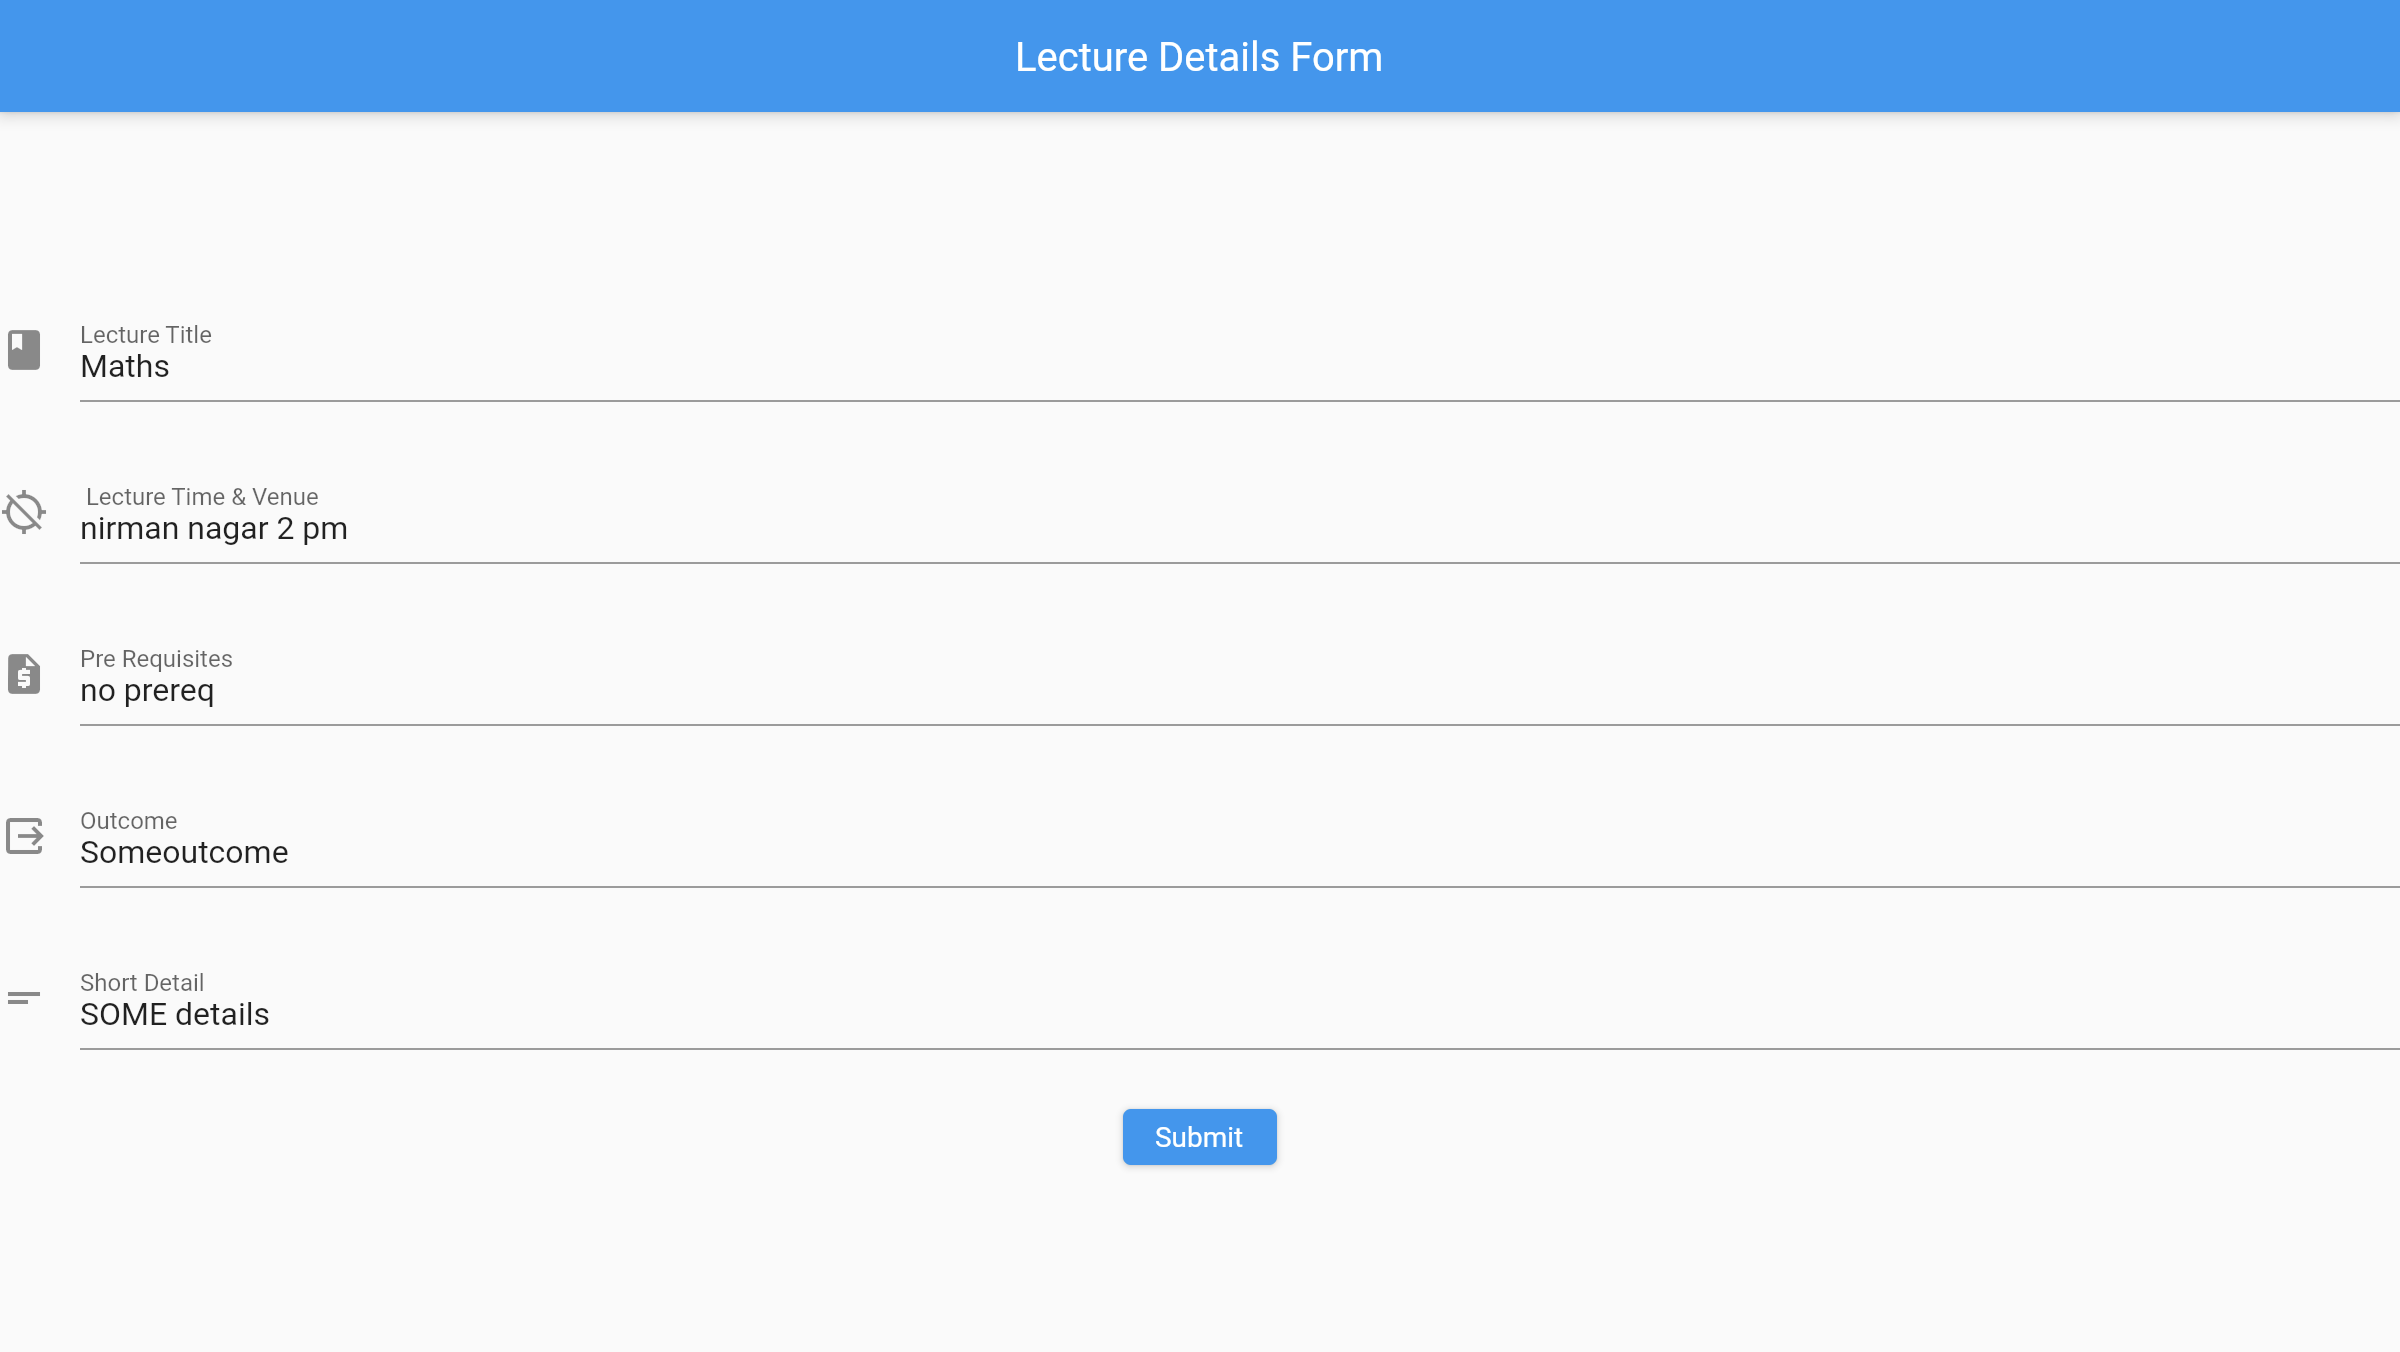 Lecture Details Form
Lecture Title
Maths
Lecture Time & Venue
nirman nagar 2 pm
Pre Requisites
no prereq
Outcome
Someoutcome
Short Detail
SOME details
Submit